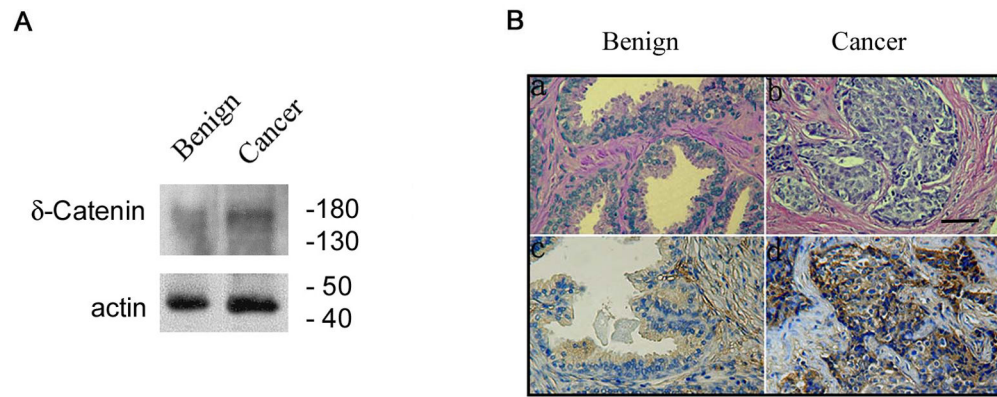 A
Benign
Cancer
δ-Catenin
-180
-130
actin
- 50
- 40
B
Benign
Cancer
a
b
c
d